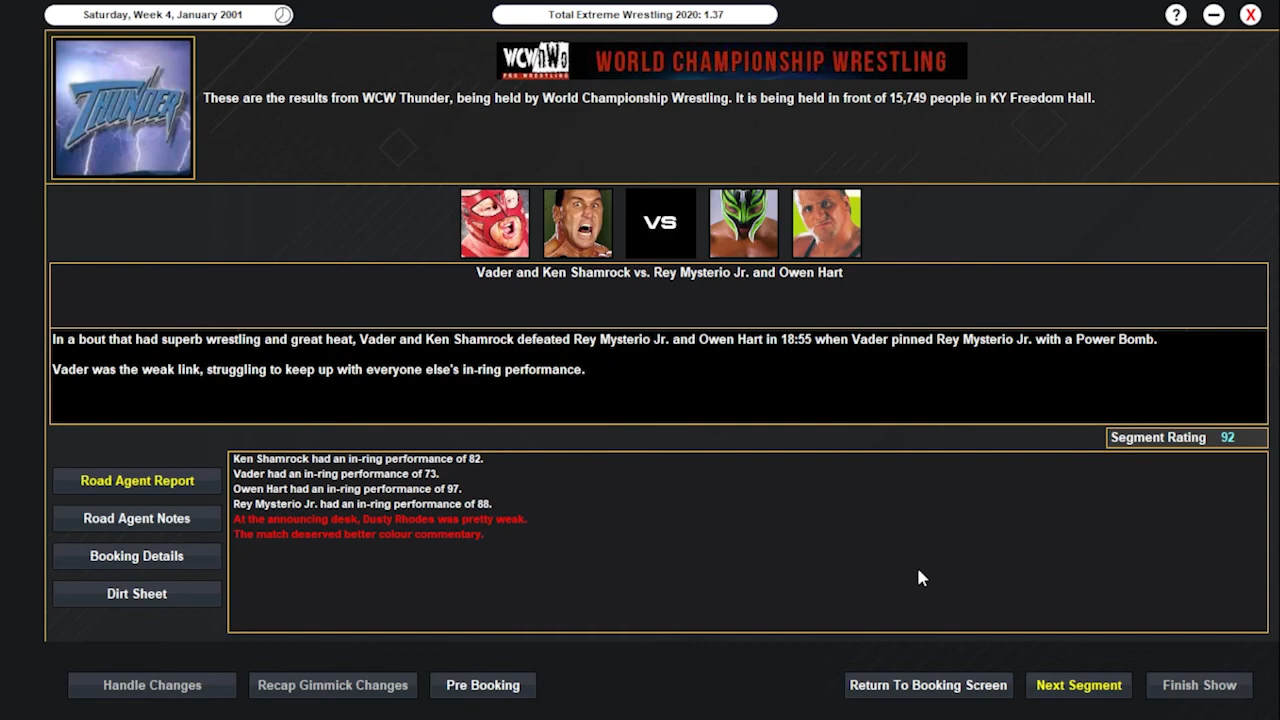 Saturday, Week 4, January 2001
Total Extreme Wrestling 2020: 1.37
?
X
WCW nWo
PRO WRESTLING
WORLD CHAMPIONSHIP WRESTLING
THUNDER
These are the results from WCW Thunder, being held by World Championship Wrestling. It is being held in front of 15,749 people in KY Freedom Hall.
VS
Vader and Ken Shamrock vs. Rey Mysterio Jr. and Owen Hart
In a bout that had superb wrestling and great heat, Vader and Ken Shamrock defeated Rey Mysterio Jr. and Owen Hart in 18:55 when Vader pinned Rey Mysterio Jr. with a Power Bomb.
Vader was the weak link, struggling to keep up with everyone else's in-ring performance.
Segment Rating 92
Road Agent Report
Road Agent Notes
Booking Details
Dirt Sheet
Ken Shamrock had an in-ring performance of 82.
Vader had an in-ring performance of 73.
Owen Hart had an in-ring performance of 97.
Rey Mysterio Jr. had an in-ring performance of 88.
At the announcing desk, Dusty Rhodes was pretty weak.
The match deserved better colour commentary.
Handle Changes
Recap Gimmick Changes
Pre Booking
Return To Booking Screen
Next Segment
Finish Show